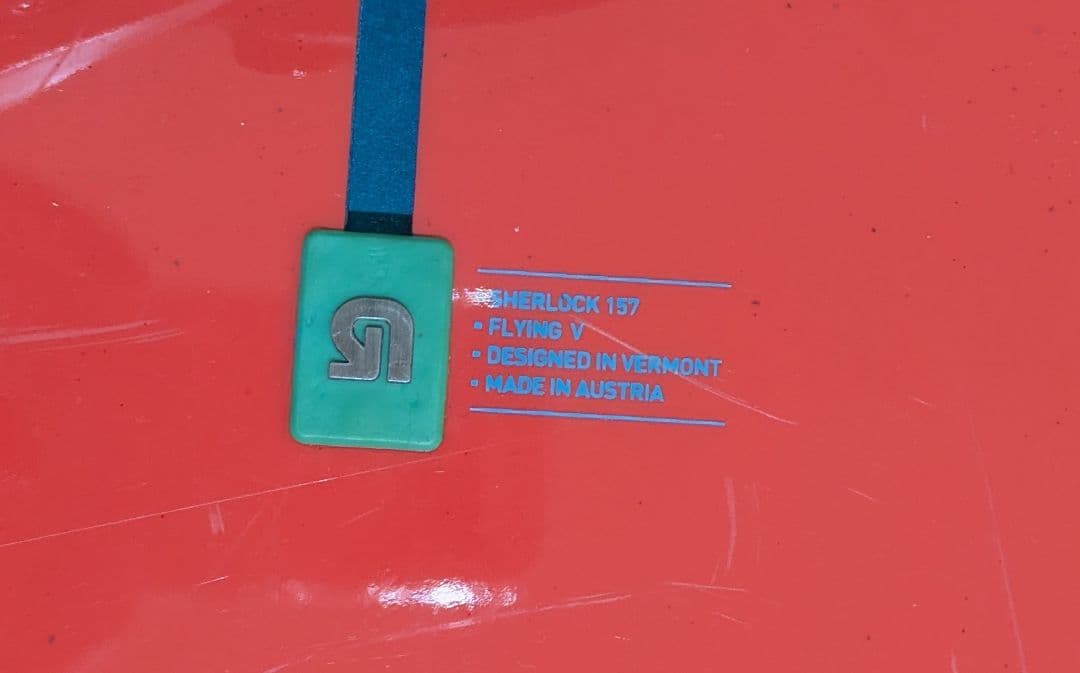 SHERLOCK 157
▪ FLYING V
▪ DESIGNED IN VERMONT
▪ MADE IN AUSTRIA